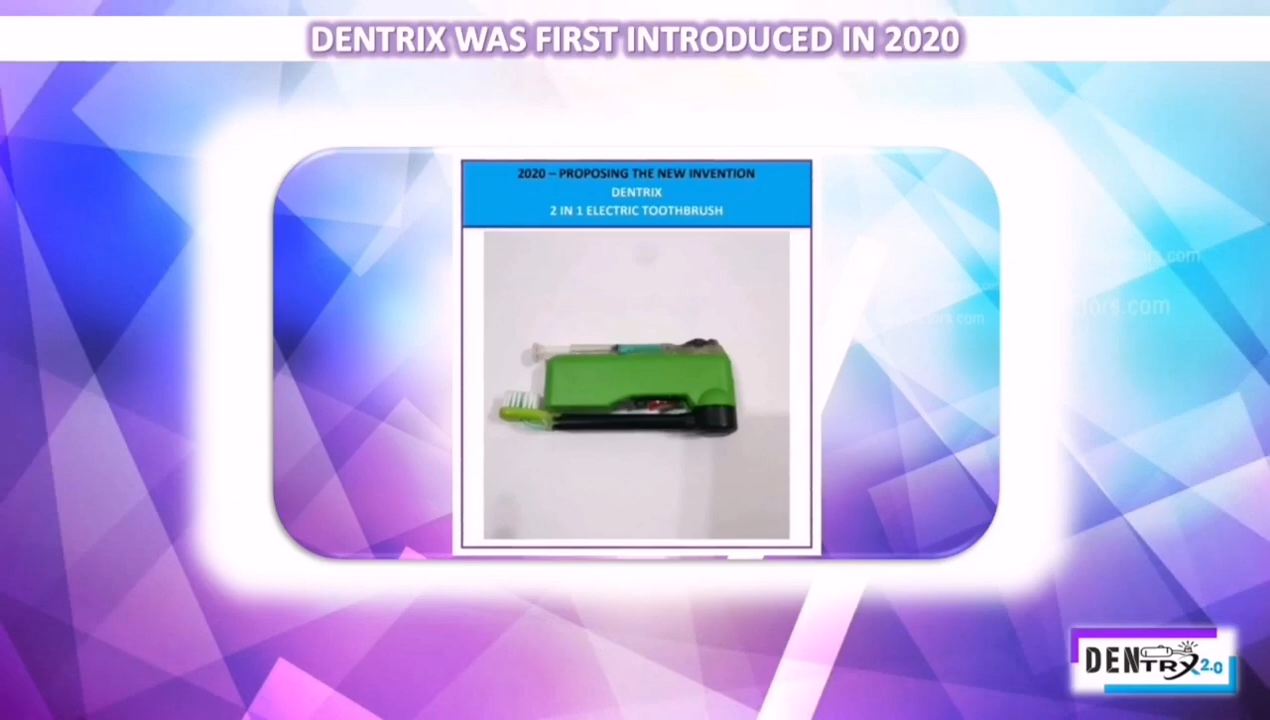 DENTRIX WAS FIRST INTRODUCED IN 2020
2020 – PROPOSING THE NEW INVENTION
DENTRIX
2 IN 1 ELECTRIC TOOTHBRUSH
DENTRX 2.0